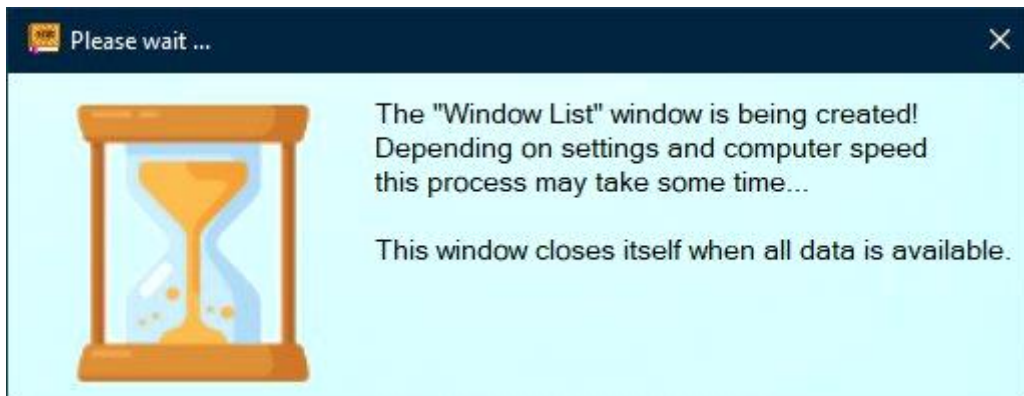 Please wait ...
The "Window List" window is being created!
Depending on settings and computer speed
this process may take some time...
This window closes itself when all data is available.